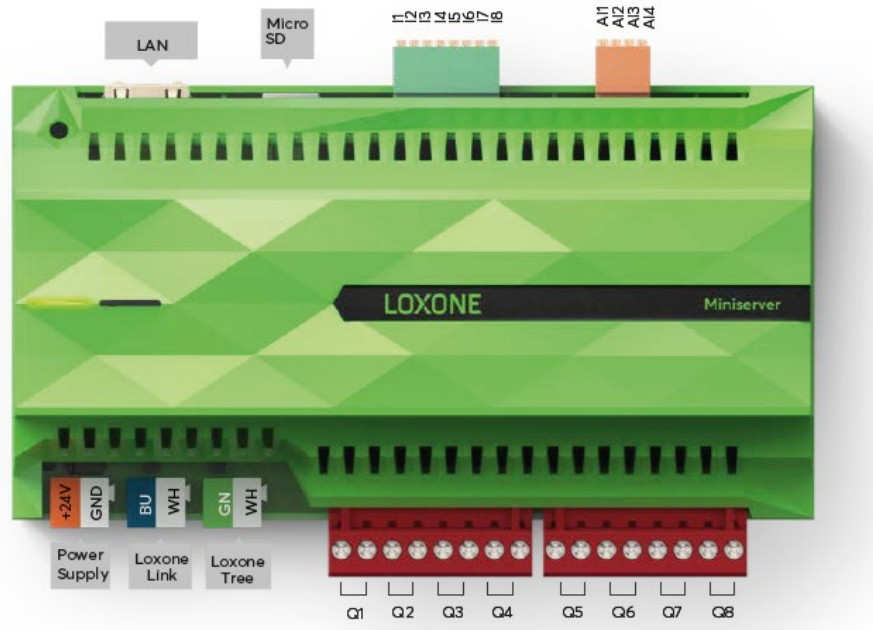 LAN
Micro
SD
I1
I2
I3
I4
I5
I6
I7
I8
AI1
AI2
AI3
AI4
LOXONE
Miniserver
+24V
GND
BU
WH
GN
WH
Power
Supply
Loxone
Link
Loxone
Tree
Q1
Q2
Q3
Q4
Q5
Q6
Q7
Q8